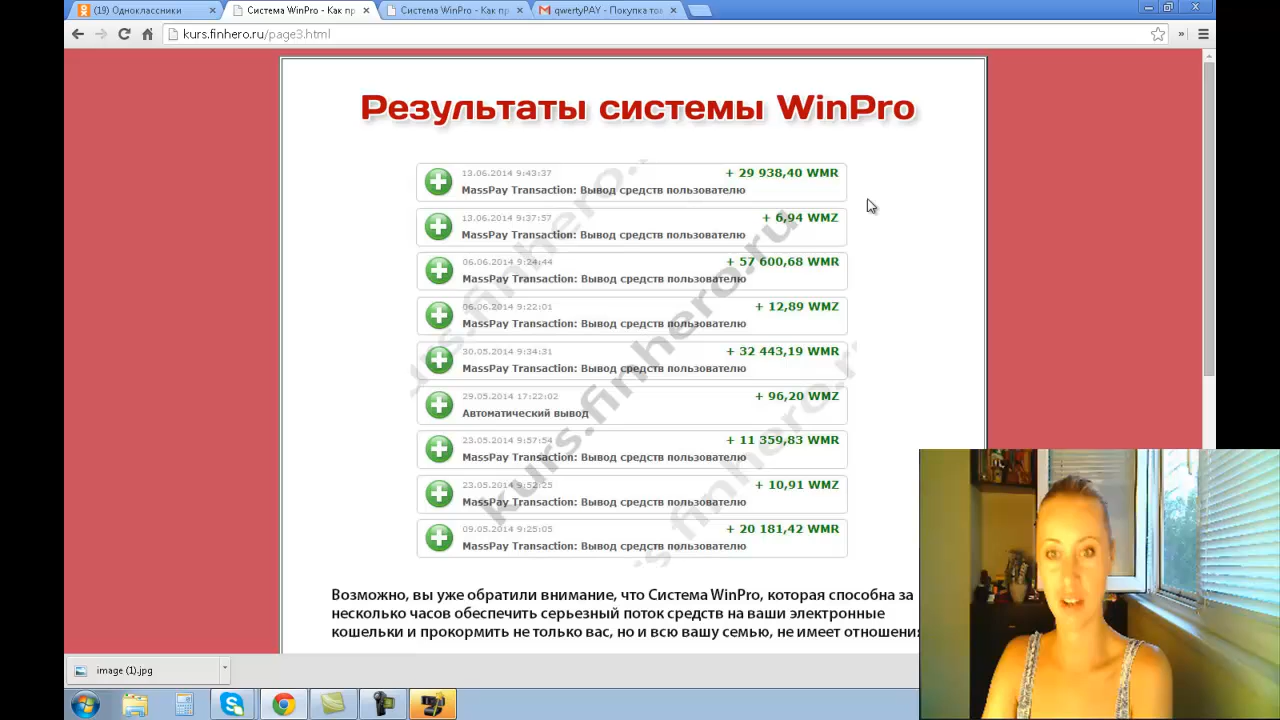 (19) Одноклассники
Система WinPro - Как пр
Система WinPro - Как пр
qwertyPAY - Покупка тов
kurs.finhero.ru/page3.html
Результаты системы WinPro
13.06.2014 9:43:37
+ 29 938,40 WMR
MassPay Transaction: Вывод средств пользователю
13.06.2014 9:37:57
+ 6,94 WMZ
MassPay Transaction: Вывод средств пользователю
06.06.2014 9:24:44
+ 57 600,68 WMR
MassPay Transaction: Вывод средств пользователю
06.06.2014 9:22:01
+ 12,89 WMZ
MassPay Transaction: Вывод средств пользователю
30.05.2014 9:34:31
+ 32 443,19 WMR
MassPay Transaction: Вывод средств пользователю
29.05.2014 17:22:02
+ 96,20 WMZ
Автоматический вывод
23.05.2014 9:57:54
+ 11 359,83 WMR
MassPay Transaction: Вывод средств пользователю
23.05.2014 9:52:25
+ 10,91 WMZ
MassPay Transaction: Вывод средств пользователю
09.05.2014 9:25:05
+ 20 181,42 WMR
MassPay Transaction: Вывод средств пользователю
kurs.finhero.ru
Возможно, вы уже обратили внимание, что Система WinPro, которая способна за
несколько часов обеспечить серьезный поток средств на ваши электронные
кошельки и прокормить не только вас, но и всю вашу семью, не имеет отношения
image (1).jpg